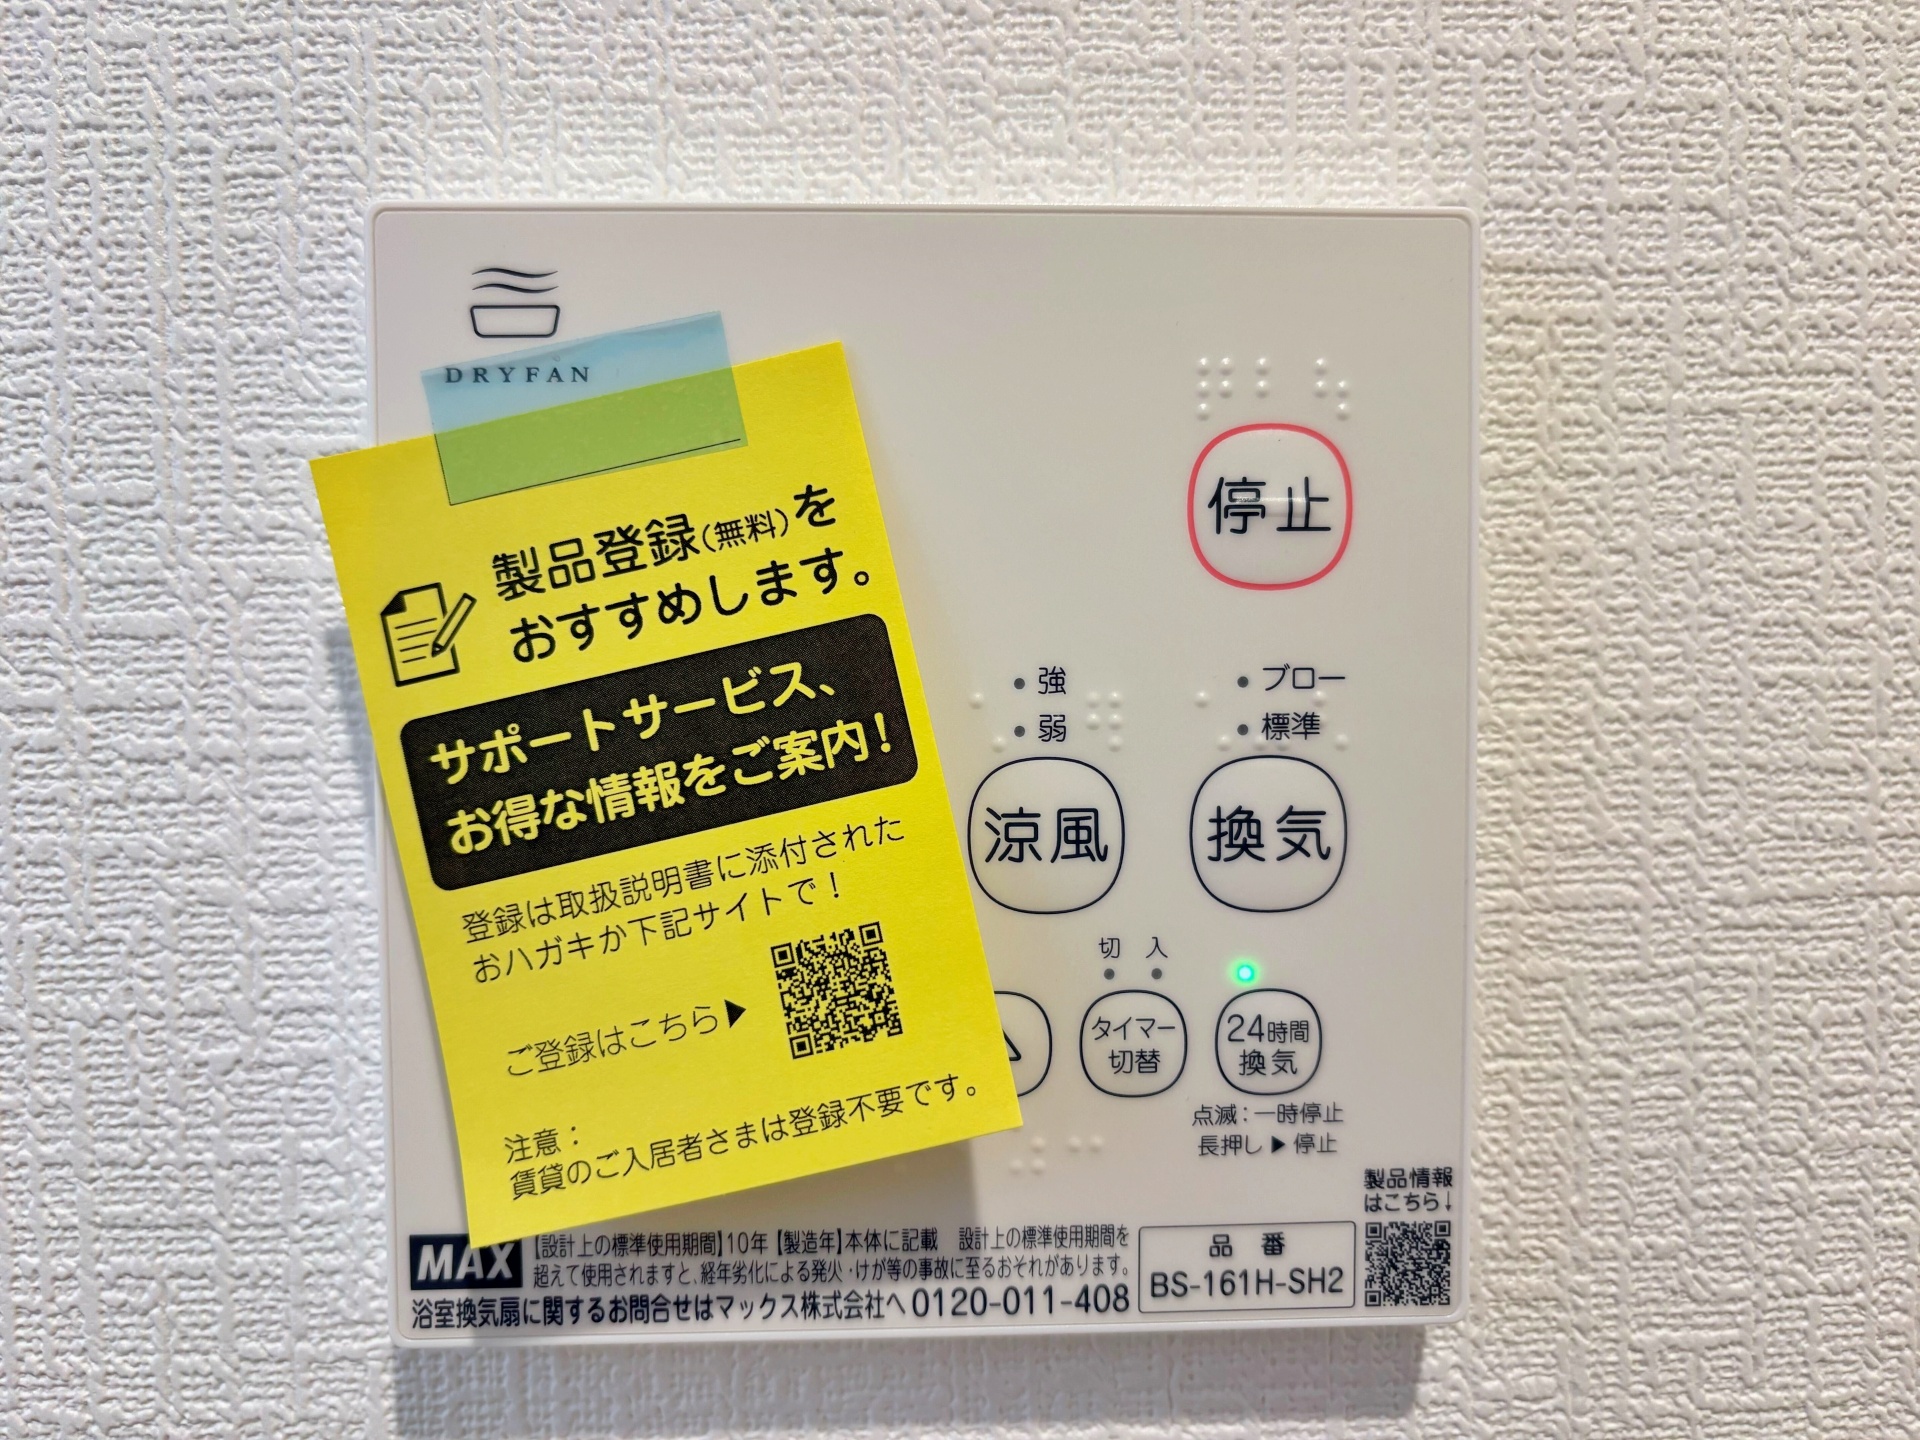 DRYFAN
停止
製品登録(無料)を
おすすめします。
サポートサービス、
お得な情報をご案内!
登録は取扱説明書に添付された
おハガキか下記サイトで!
ご登録はこちら▶
注意:
賃貸のご入居者さまは登録不要です。
強
弱
涼風
ブロー
標準
換気
切 入
タイマー
切替
24時間
換気
点滅:一時停止
長押し▶停止
製品情報
はこちら↓
MAX
【設計上の標準使用期間】10年【製造年】本体に記載 設計上の標準使用期間を
超えて使用されますと、経年劣化による発火・けが等の事故に至るおそれがあります。
浴室換気扇に関するお問合せはマックス株式会社へ 0120-011-408
品番
BS-161H-SH2